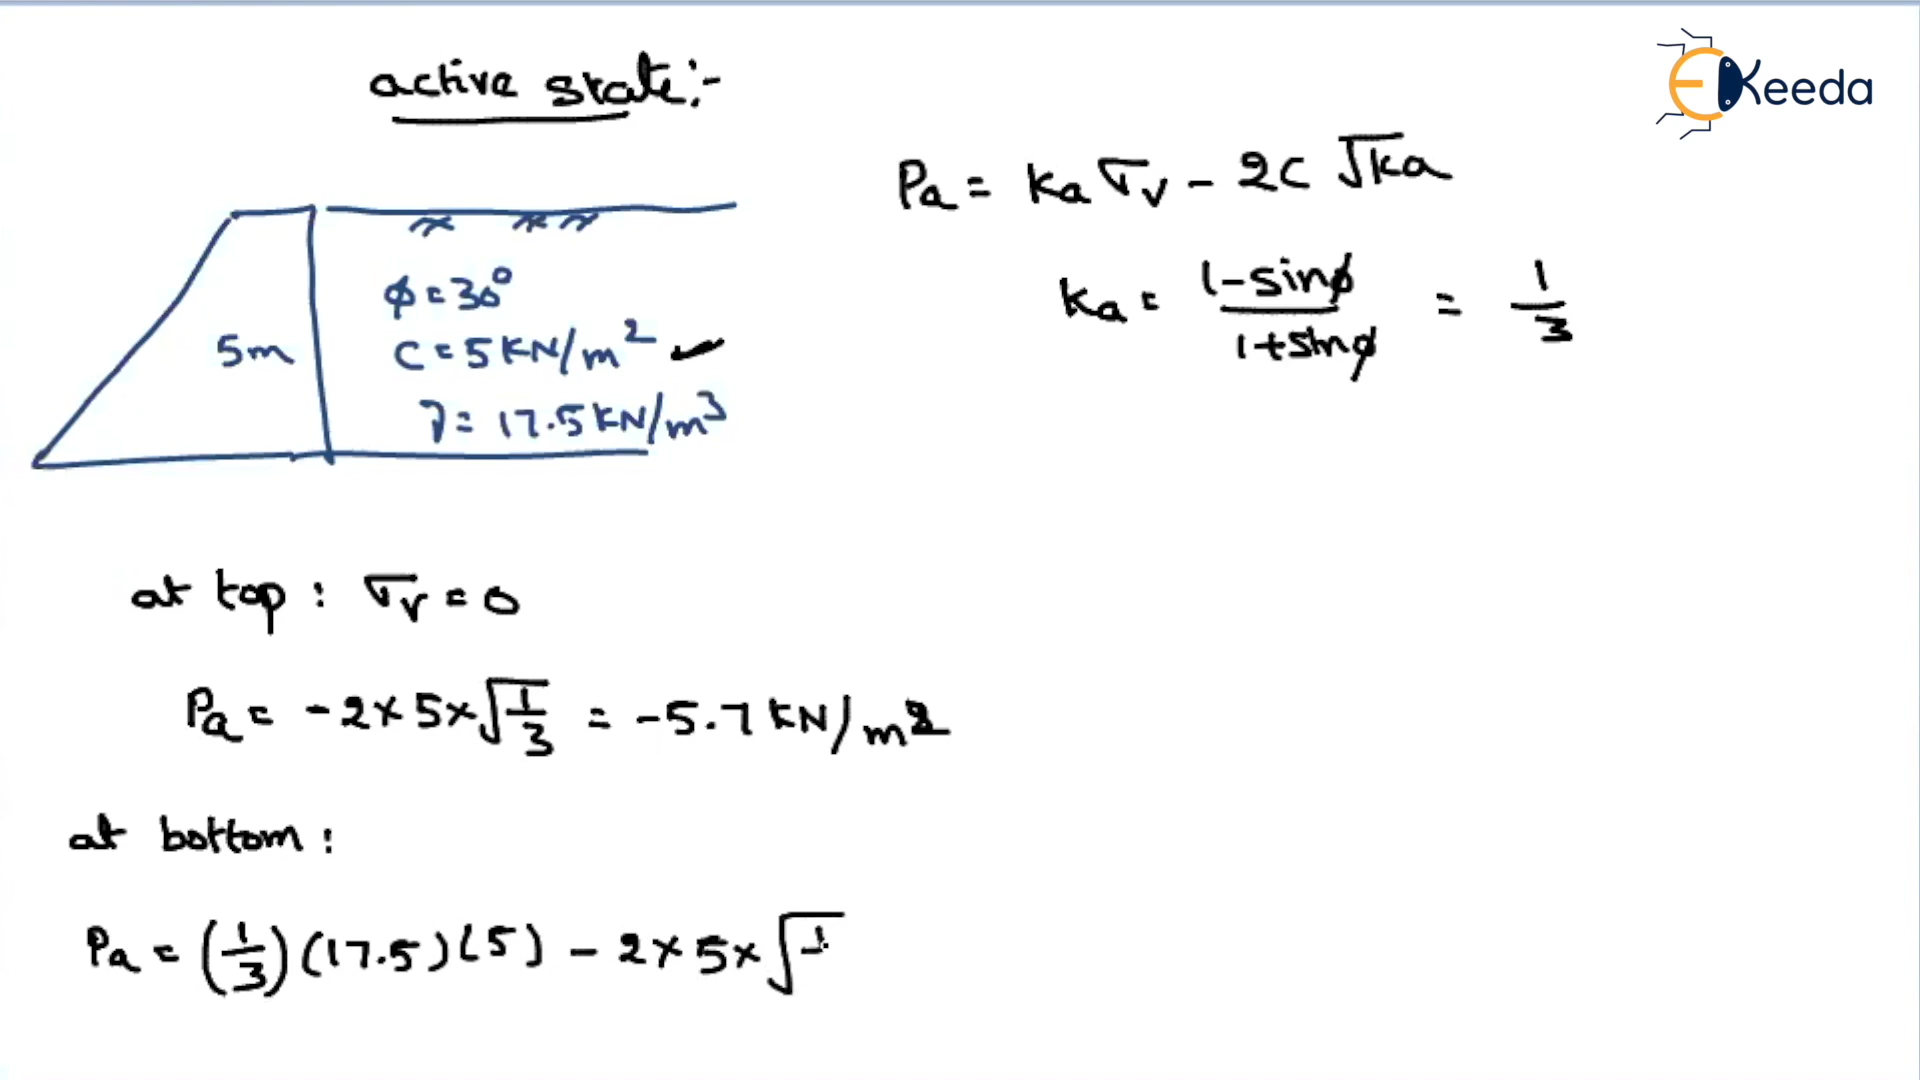 active state:-
EKeeda
Pa = ka σv - 2C √ka
ka = 1-sinϕ / 1+sinϕ = 1/3
ϕ = 30°
5m
C = 5 KN/m²
γ = 17.5 KN/m³
at top : σv = 0
Pa = -2×5×√1/3 = -5.7 KN/m²
at bottom :
Pa = (1/3)(17.5)(5) - 2×5×√1